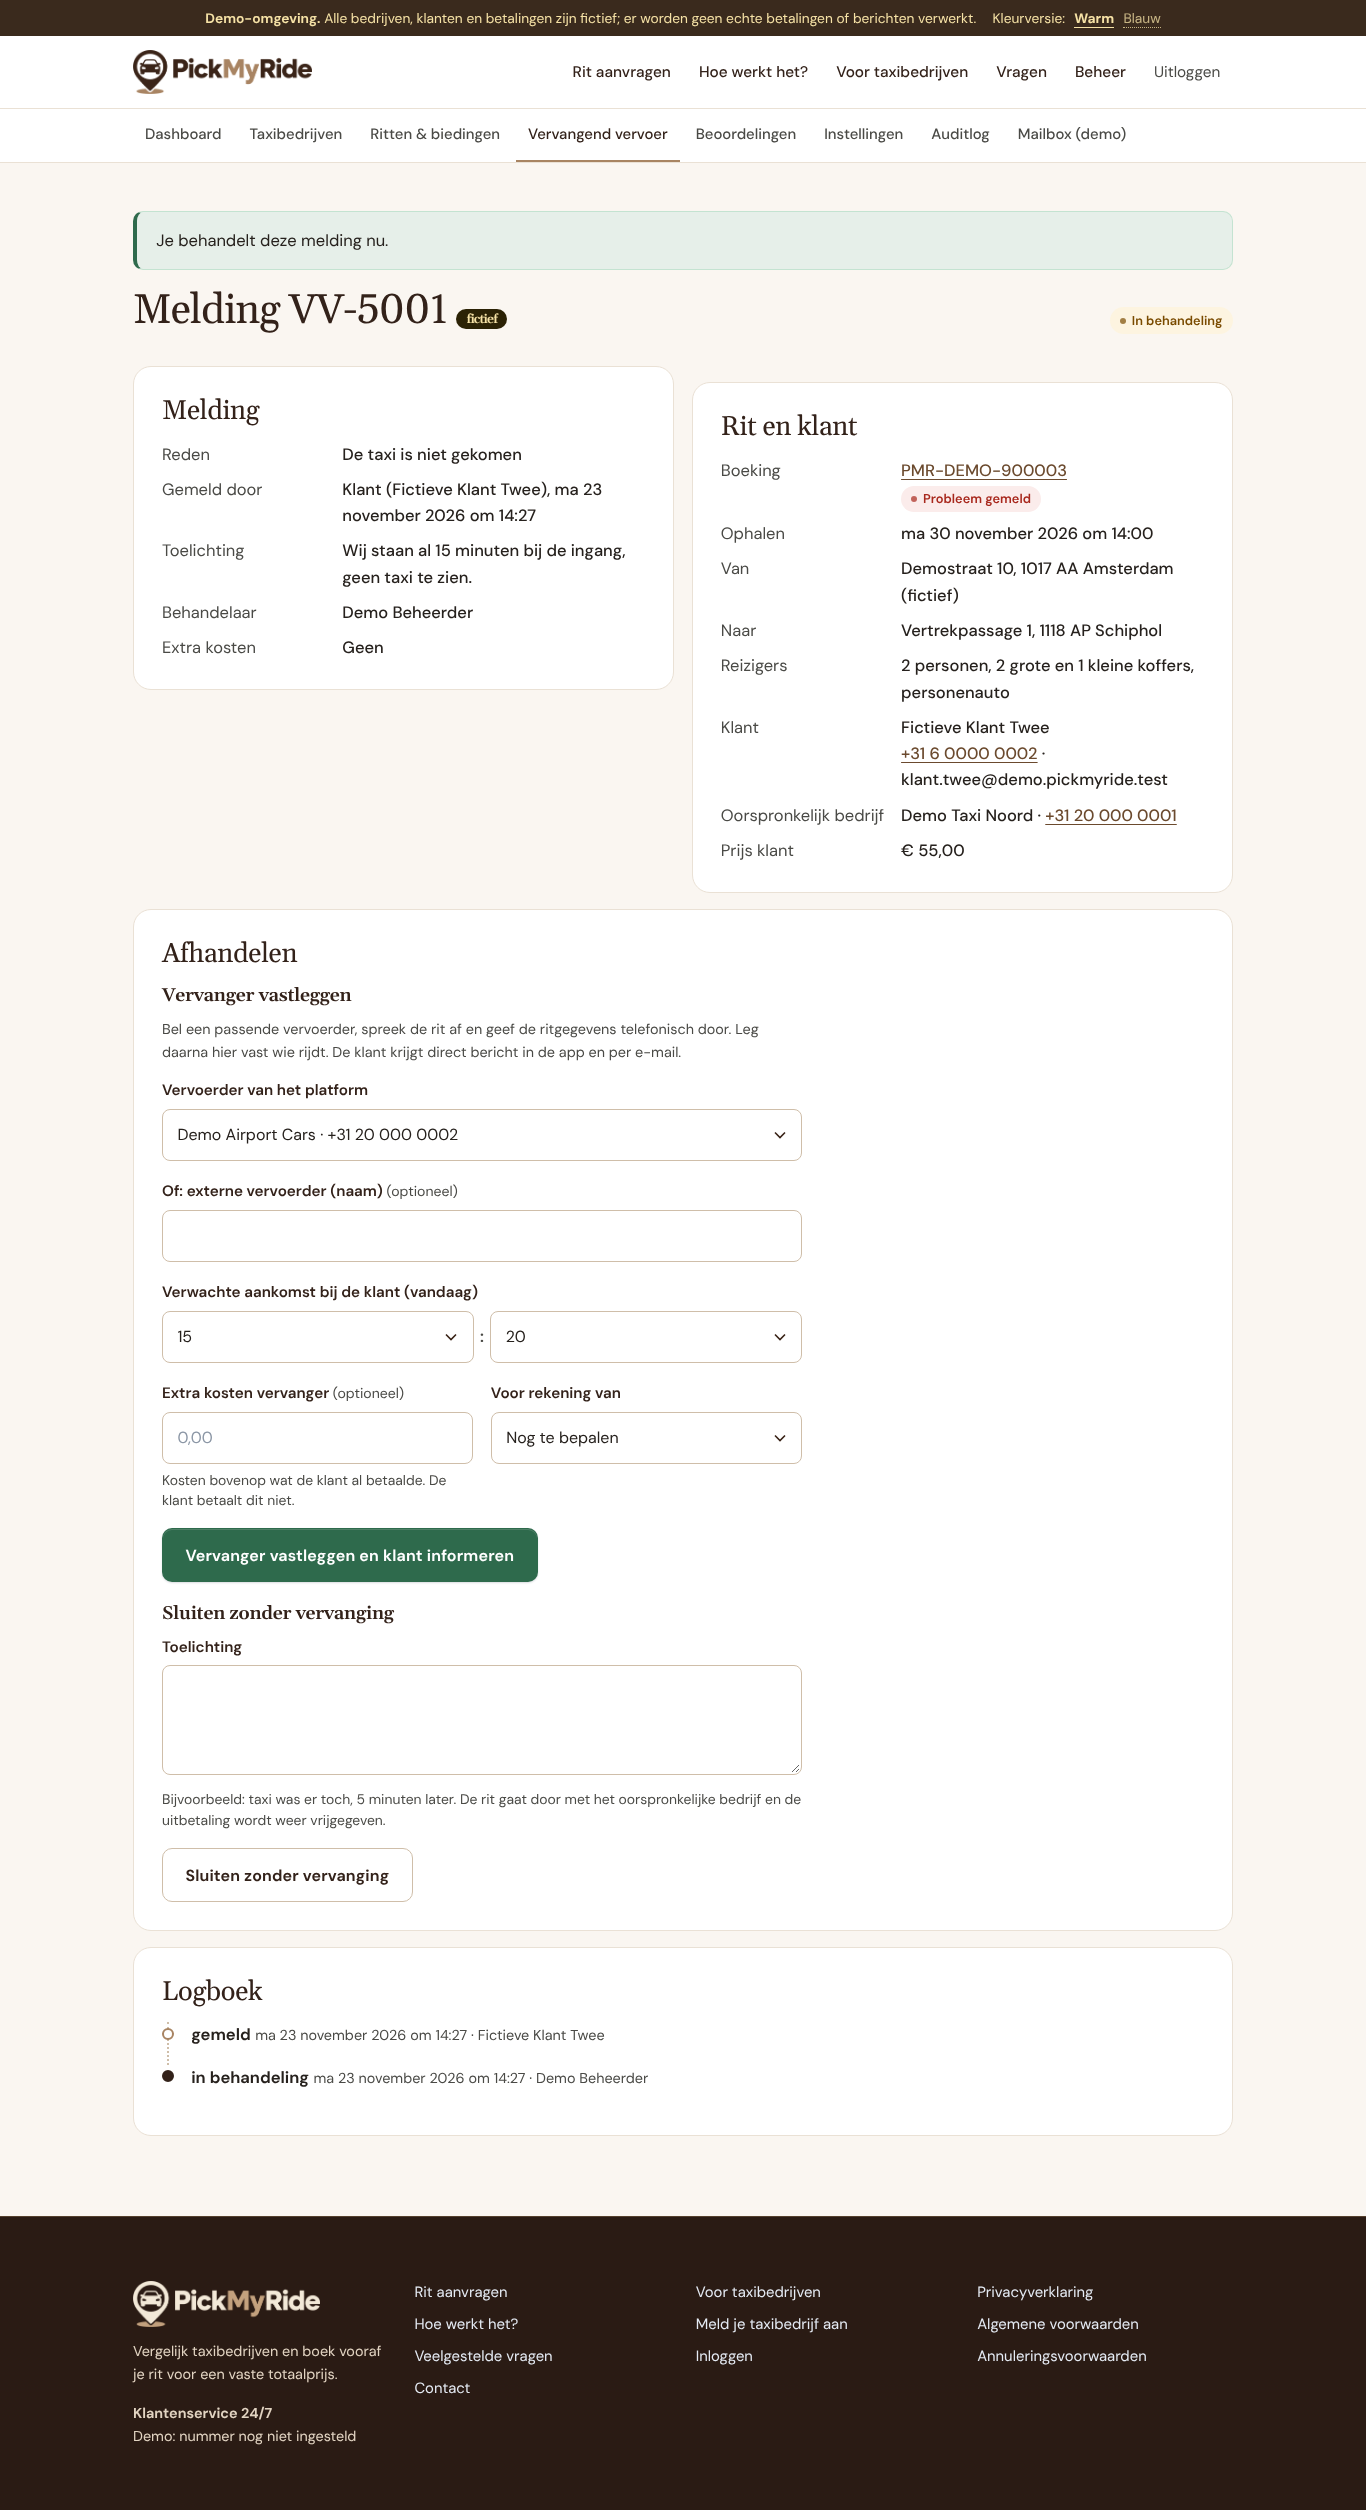 Demo-omgeving. Alle bedrijven, klanten en betalingen zijn fictief; er worden geen echte betalingen of berichten verwerkt. Kleurversie: Warm Blauw
PickMyRide
Rit aanvragen Hoe werkt het? Voor taxibedrijven Vragen Beheer Uitloggen
Dashboard Taxibedrijven Ritten & biedingen Vervangend vervoer Beoordelingen Instellingen Auditlog Mailbox (demo)
Je behandelt deze melding nu.
Melding VV-5001 fictief
In behandeling
Melding
Reden De taxi is niet gekomen
Gemeld door Klant (Fictieve Klant Twee), ma 23
november 2026 om 14:27
Toelichting Wij staan al 15 minuten bij de ingang,
geen taxi te zien.
Behandelaar Demo Beheerder
Extra kosten Geen
Rit en klant
Boeking PMR-DEMO-900003
Probleem gemeld
Ophalen ma 30 november 2026 om 14:00
Van Demostraat 10, 1017 AA Amsterdam
(fictief)
Naar Vertrekpassage 1, 1118 AP Schiphol
Reizigers 2 personen, 2 grote en 1 kleine koffers,
personenauto
Klant Fictieve Klant Twee
+31 6 0000 0002 ·
klant.twee@demo.pickmyride.test
Oorspronkelijk bedrijf Demo Taxi Noord · +31 20 000 0001
Prijs klant € 55,00
Afhandelen
Vervanger vastleggen
Bel een passende vervoerder, spreek de rit af en geef de ritgegevens telefonisch door. Leg
daarna hier vast wie rijdt. De klant krijgt direct bericht in de app en per e-mail.
Vervoerder van het platform
Demo Airport Cars · +31 20 000 0002
Of: externe vervoerder (naam) (optioneel)
Verwachte aankomst bij de klant (vandaag)
15 : 20
Extra kosten vervanger (optioneel) Voor rekening van
0,00 Nog te bepalen
Kosten bovenop wat de klant al betaalde. De
klant betaalt dit niet.
Vervanger vastleggen en klant informeren
Sluiten zonder vervanging
Toelichting
Bijvoorbeeld: taxi was er toch, 5 minuten later. De rit gaat door met het oorspronkelijke bedrijf en de
uitbetaling wordt weer vrijgegeven.
Sluiten zonder vervanging
Logboek
gemeld ma 23 november 2026 om 14:27 · Fictieve Klant Twee
in behandeling ma 23 november 2026 om 14:27 · Demo Beheerder
PickMyRide
Vergelijk taxibedrijven en boek vooraf
je rit voor een vaste totaalprijs.
Klantenservice 24/7
Demo: nummer nog niet ingesteld
Rit aanvragen
Hoe werkt het?
Veelgestelde vragen
Contact
Voor taxibedrijven
Meld je taxibedrijf aan
Inloggen
Privacyverklaring
Algemene voorwaarden
Annuleringsvoorwaarden